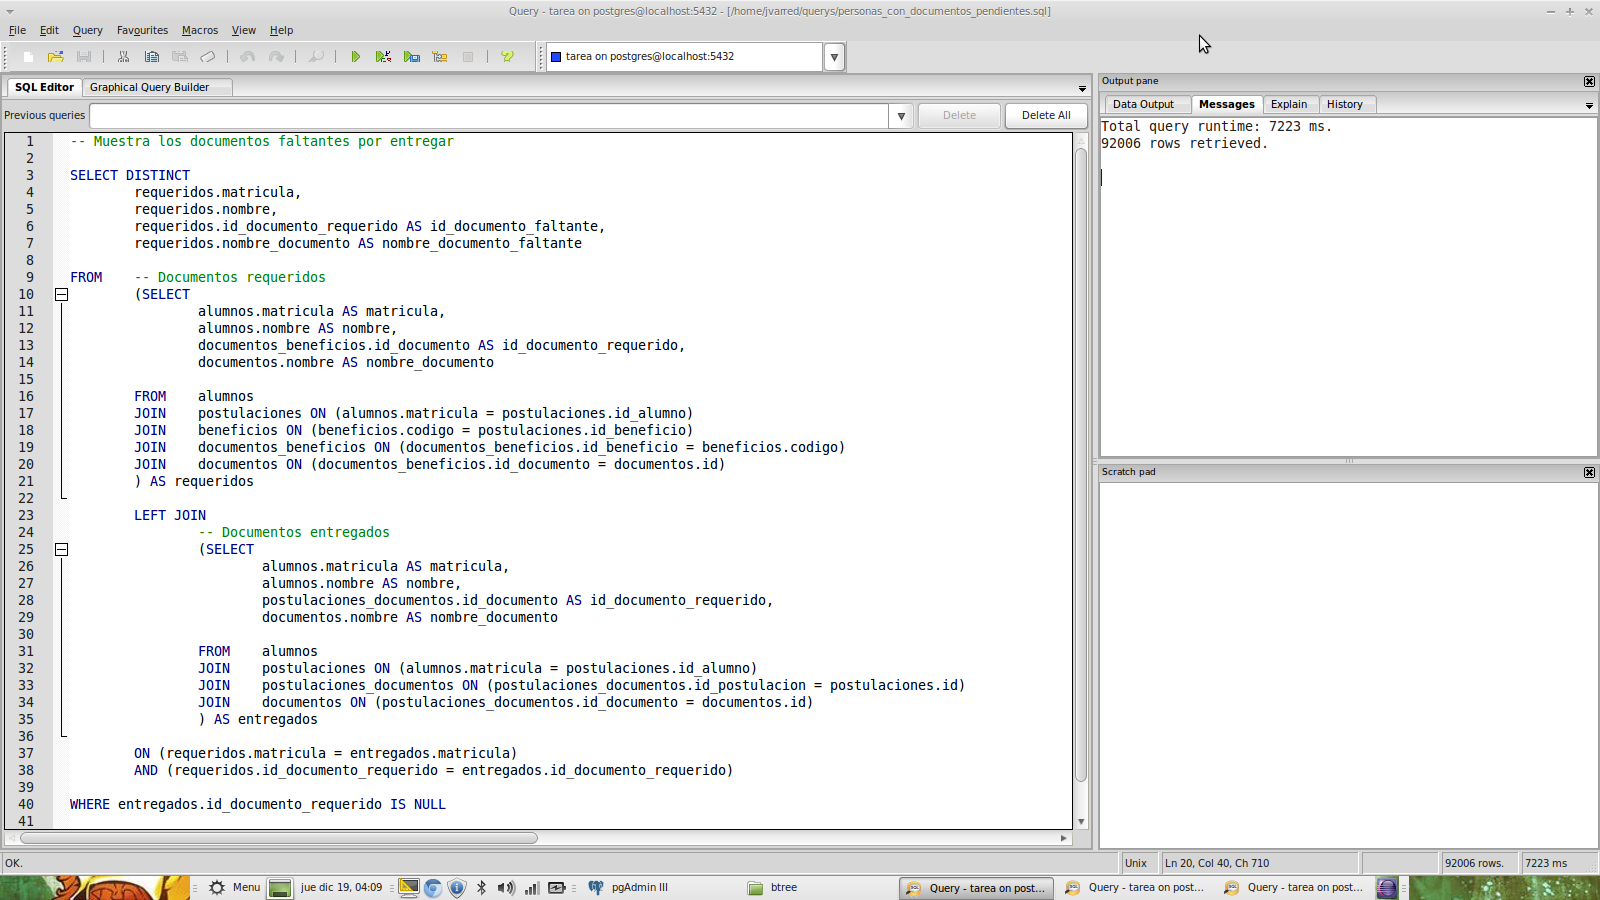 Query - tarea on postgres@localhost:5432 - [/home/jvarred/querys/personas_con_documentos_pendientes.sql]
File Edit Query Favourites Macros View Help
tarea on postgres@localhost:5432
SQL Editor Graphical Query Builder
Previous queries Delete Delete All
1 -- Muestra los documentos faltantes por entregar
2
3 SELECT DISTINCT
4 requeridos.matricula,
5 requeridos.nombre,
6 requeridos.id_documento_requerido AS id_documento_faltante,
7 requeridos.nombre_documento AS nombre_documento_faltante
8
9 FROM -- Documentos requeridos
10 (SELECT
11 alumnos.matricula AS matricula,
12 alumnos.nombre AS nombre,
13 documentos_beneficios.id_documento AS id_documento_requerido,
14 documentos.nombre AS nombre_documento
15
16 FROM alumnos
17 JOIN postulaciones ON (alumnos.matricula = postulaciones.id_alumno)
18 JOIN beneficios ON (beneficios.codigo = postulaciones.id_beneficio)
19 JOIN documentos_beneficios ON (documentos_beneficios.id_beneficio = beneficios.codigo)
20 JOIN documentos ON (documentos_beneficios.id_documento = documentos.id)
21 ) AS requeridos
22
23 LEFT JOIN
24 -- Documentos entregados
25 (SELECT
26 alumnos.matricula AS matricula,
27 alumnos.nombre AS nombre,
28 postulaciones_documentos.id_documento AS id_documento_requerido,
29 documentos.nombre AS nombre_documento
30
31 FROM alumnos
32 JOIN postulaciones ON (alumnos.matricula = postulaciones.id_alumno)
33 JOIN postulaciones_documentos ON (postulaciones_documentos.id_postulacion = postulaciones.id)
34 JOIN documentos ON (postulaciones_documentos.id_documento = documentos.id)
35 ) AS entregados
36
37 ON (requeridos.matricula = entregados.matricula)
38 AND (requeridos.id_documento_requerido = entregados.id_documento_requerido)
39
40 WHERE entregados.id_documento_requerido IS NULL
41
Output pane
Data Output Messages Explain History
Total query runtime: 7223 ms.
92006 rows retrieved.
Scratch pad
OK. Unix Ln 20, Col 40, Ch 710 92006 rows. 7223 ms
Menu jue dic 19, 04:09 pgAdmin III btree Query - tarea on post... Query - tarea on post... Query - tarea on post...